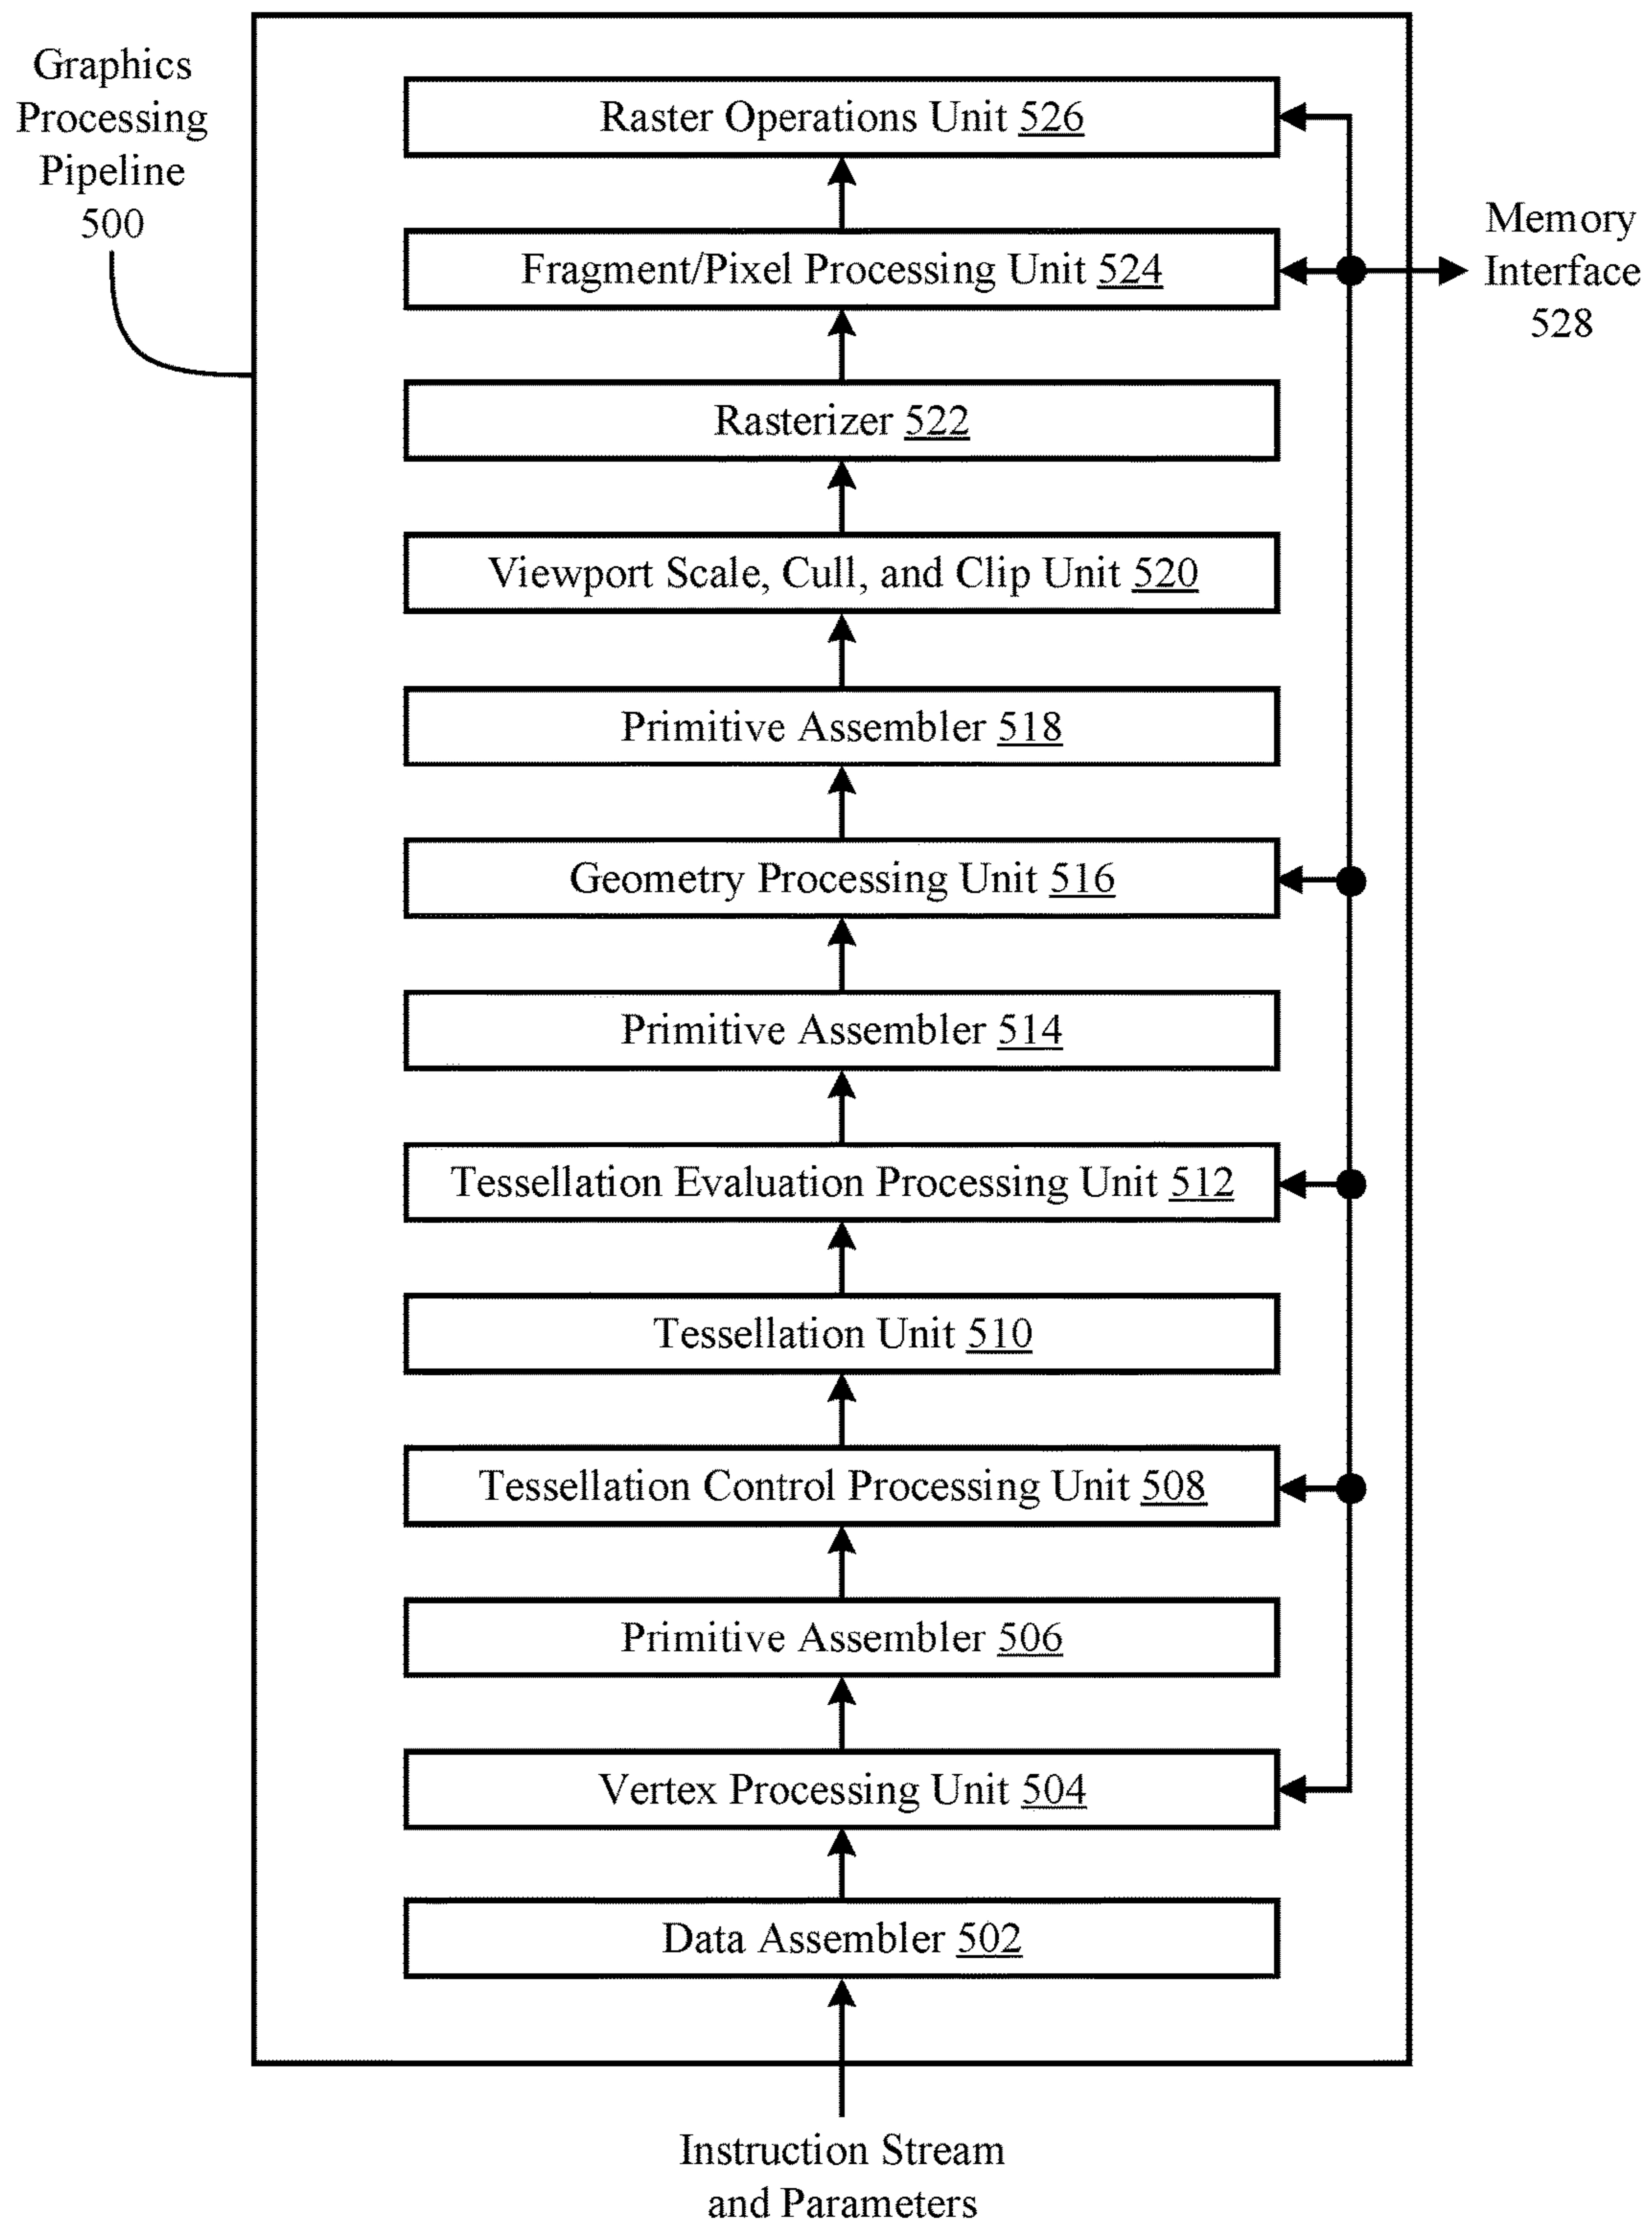 Graphics
Processing
Pipeline
500
Raster Operations Unit 526
Fragment/Pixel Processing Unit 524
Memory
Interface
528
Rasterizer 522
Viewport Scale, Cull, and Clip Unit 520
Primitive Assembler 518
Geometry Processing Unit 516
Primitive Assembler 514
Tessellation Evaluation Processing Unit 512
Tessellation Unit 510
Tessellation Control Processing Unit 508
Primitive Assembler 506
Vertex Processing Unit 504
Data Assembler 502
Instruction Stream
and Parameters